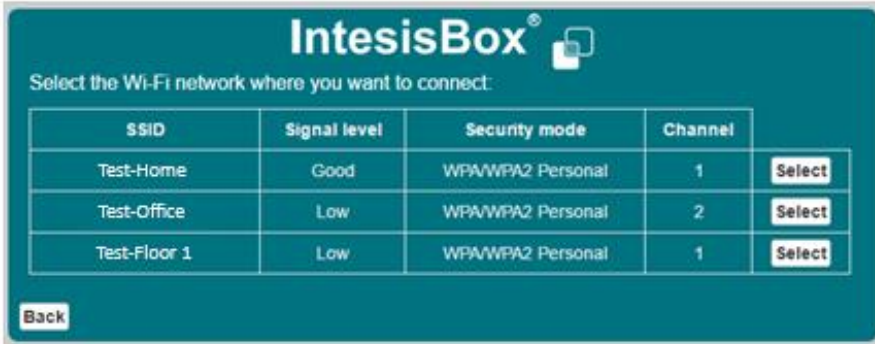 IntesisBox®
Select the Wi-Fi network where you want to connect:
SSID Signal level Security mode Channel
Test-Home Good WPA/WPA2 Personal 1 Select
Test-Office Low WPA/WPA2 Personal 2 Select
Test-Floor 1 Low WPA/WPA2 Personal 1 Select
Back